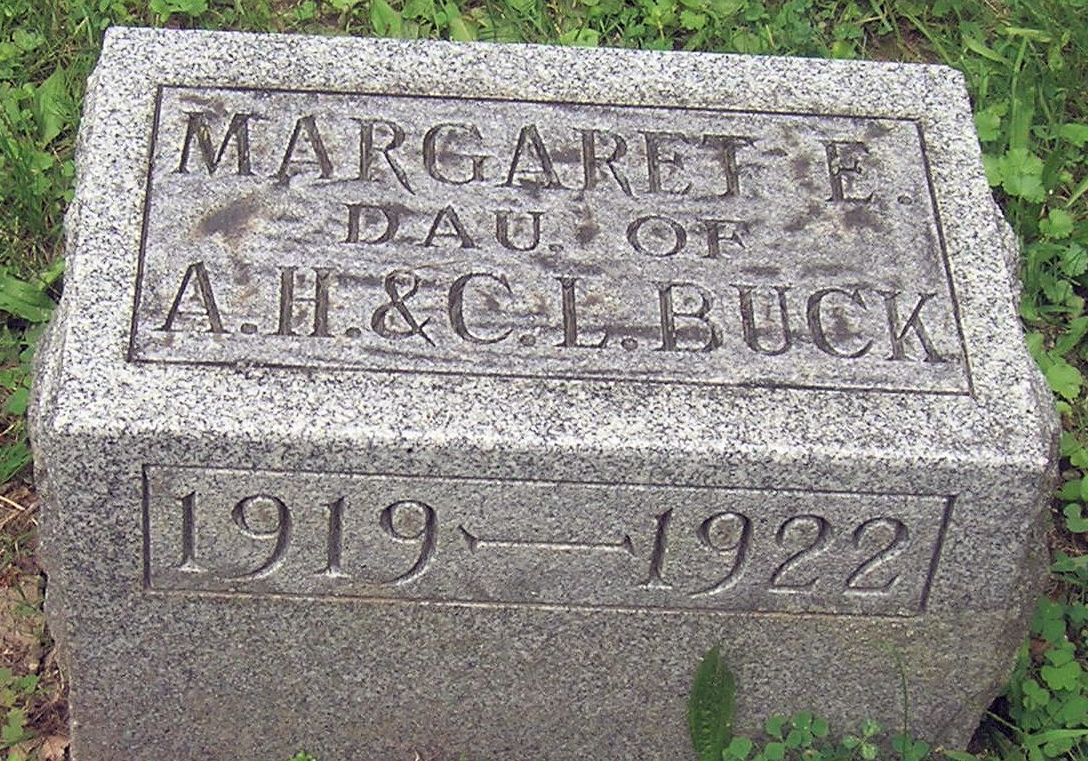 MARGARET E.
DAU. OF
A. H. & C. L. BUCK
1919 — 1922